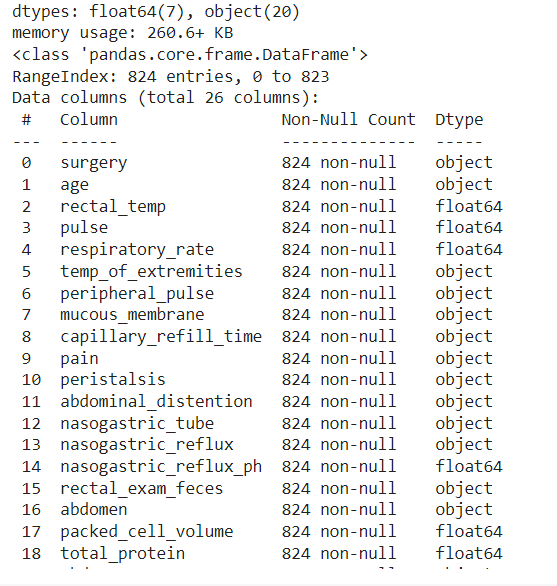 dtypes: float64(7), object(20)
memory usage: 260.6+ KB
<class 'pandas.core.frame.DataFrame'>
RangeIndex: 824 entries, 0 to 823
Data columns (total 26 columns):
 #   Column                 Non-Null Count  Dtype
---  ------                 --------------  -----
 0   surgery                824 non-null    object
 1   age                    824 non-null    object
 2   rectal_temp            824 non-null    float64
 3   pulse                  824 non-null    float64
 4   respiratory_rate       824 non-null    float64
 5   temp_of_extremities    824 non-null    object
 6   peripheral_pulse       824 non-null    object
 7   mucous_membrane        824 non-null    object
 8   capillary_refill_time  824 non-null    object
 9   pain                   824 non-null    object
 10  peristalsis            824 non-null    object
 11  abdominal_distention   824 non-null    object
 12  nasogastric_tube       824 non-null    object
 13  nasogastric_reflux     824 non-null    object
 14  nasogastric_reflux_ph  824 non-null    float64
 15  rectal_exam_feces      824 non-null    object
 16  abdomen                824 non-null    object
 17  packed_cell_volume     824 non-null    float64
 18  total_protein          824 non-null    float64